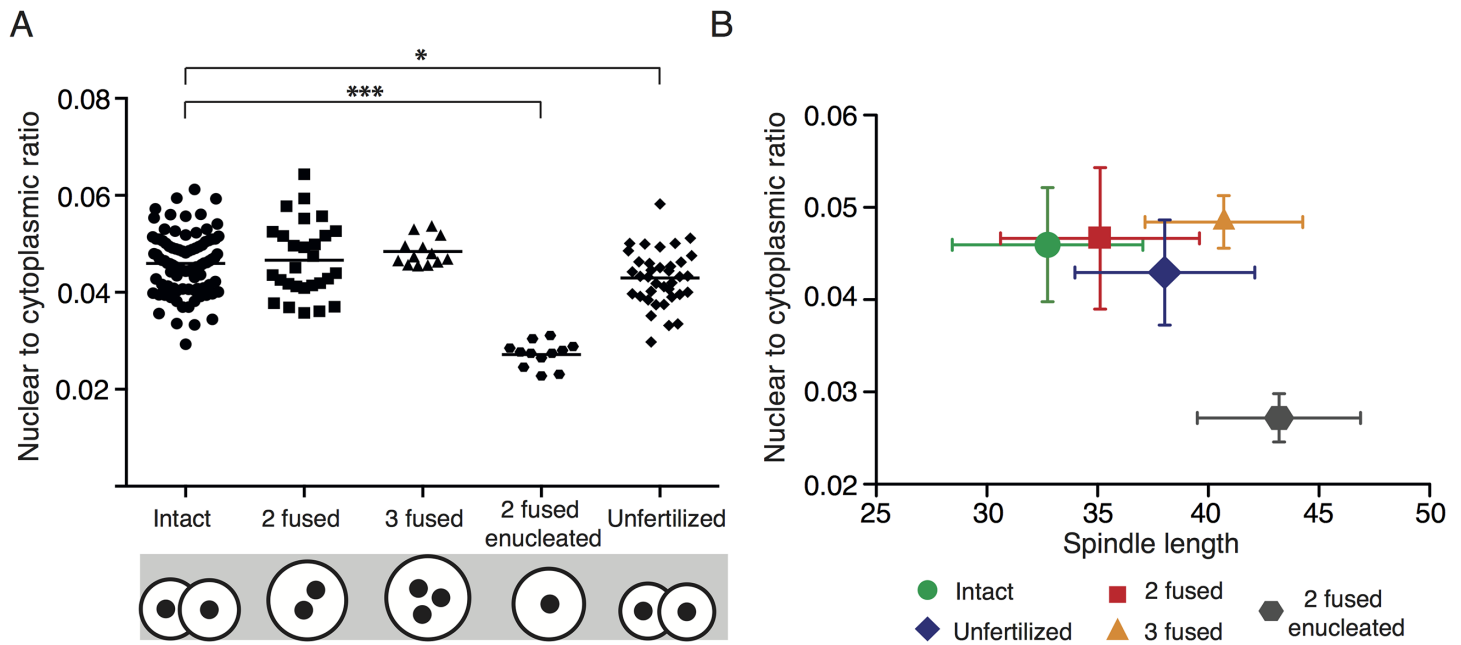 A
B
*
***
Nuclear to cytoplasmic ratio
0.08
0.06
0.04
0.02
Intact
2 fused
3 fused
2 fused
enucleated
Unfertilized
Nuclear to cytoplasmic ratio
0.06
0.05
0.04
0.03
0.02
25
30
35
40
45
50
Spindle length
Intact
2 fused
2 fused
enucleated
Unfertilized
3 fused